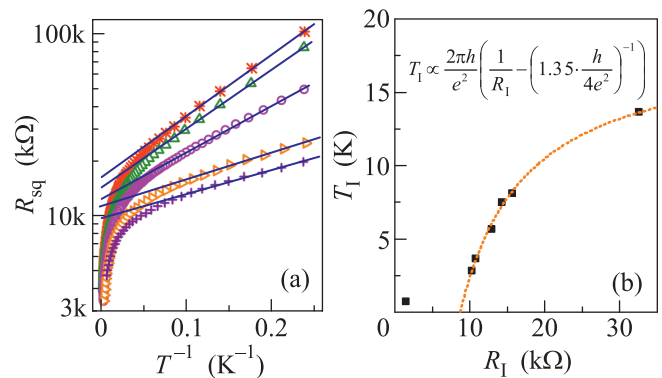 100k
10k
3k
R_sq (kΩ)
0 0.1 0.2
T⁻¹ (K⁻¹)
(a)
20
15
10
5
0
T_I (K)
T_I ∝ 2πh/e² (1/R_I − (1.35 · h/4e²)⁻¹)
0 10 20 30
R_I (kΩ)
(b)